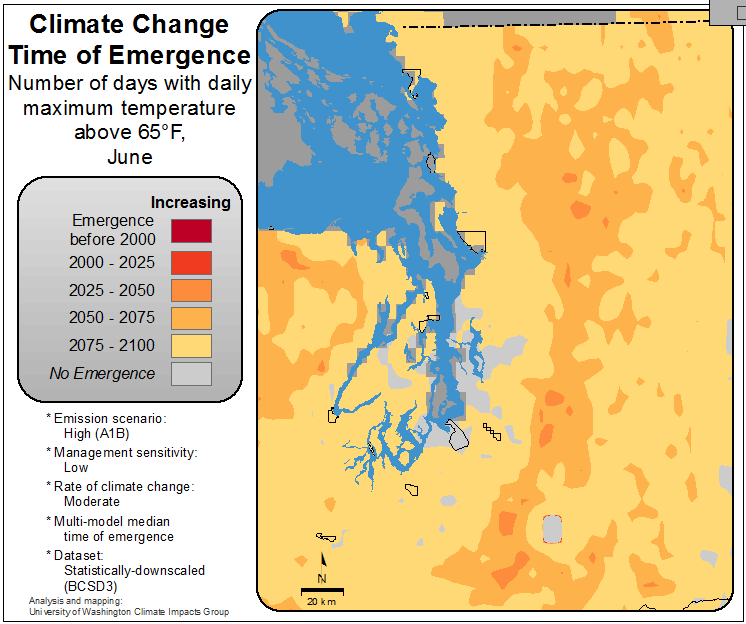 Climate Change
Time of Emergence
Number of days with daily
maximum temperature
above 65°F,
June
Increasing
Emergence
before 2000
2000 - 2025
2025 - 2050
2050 - 2075
2075 - 2100
No Emergence
* Emission scenario:
High (A1B)
* Management sensitivity:
Low
* Rate of climate change:
Moderate
* Multi-model median
time of emergence
* Dataset:
Statistically-downscaled
(BCSD3)
Analysis and mapping:
University of Washington Climate Impacts Group
N
20 km